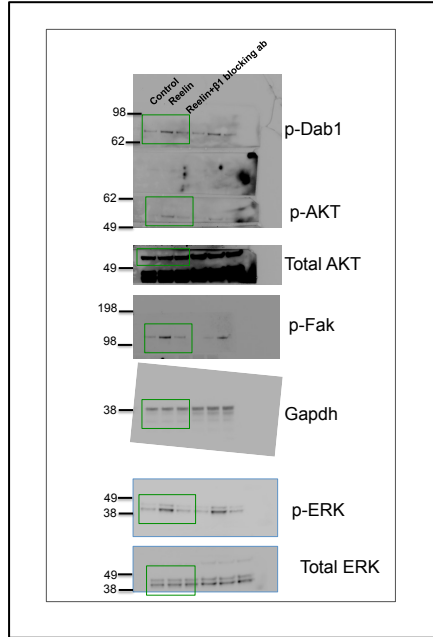 Control
Reelin
Reelin+β1 blocking ab
98
62
p-Dab1
62
49
p-AKT
49
Total AKT
198
98
p-Fak
38
Gapdh
49
38
p-ERK
49
38
Total ERK